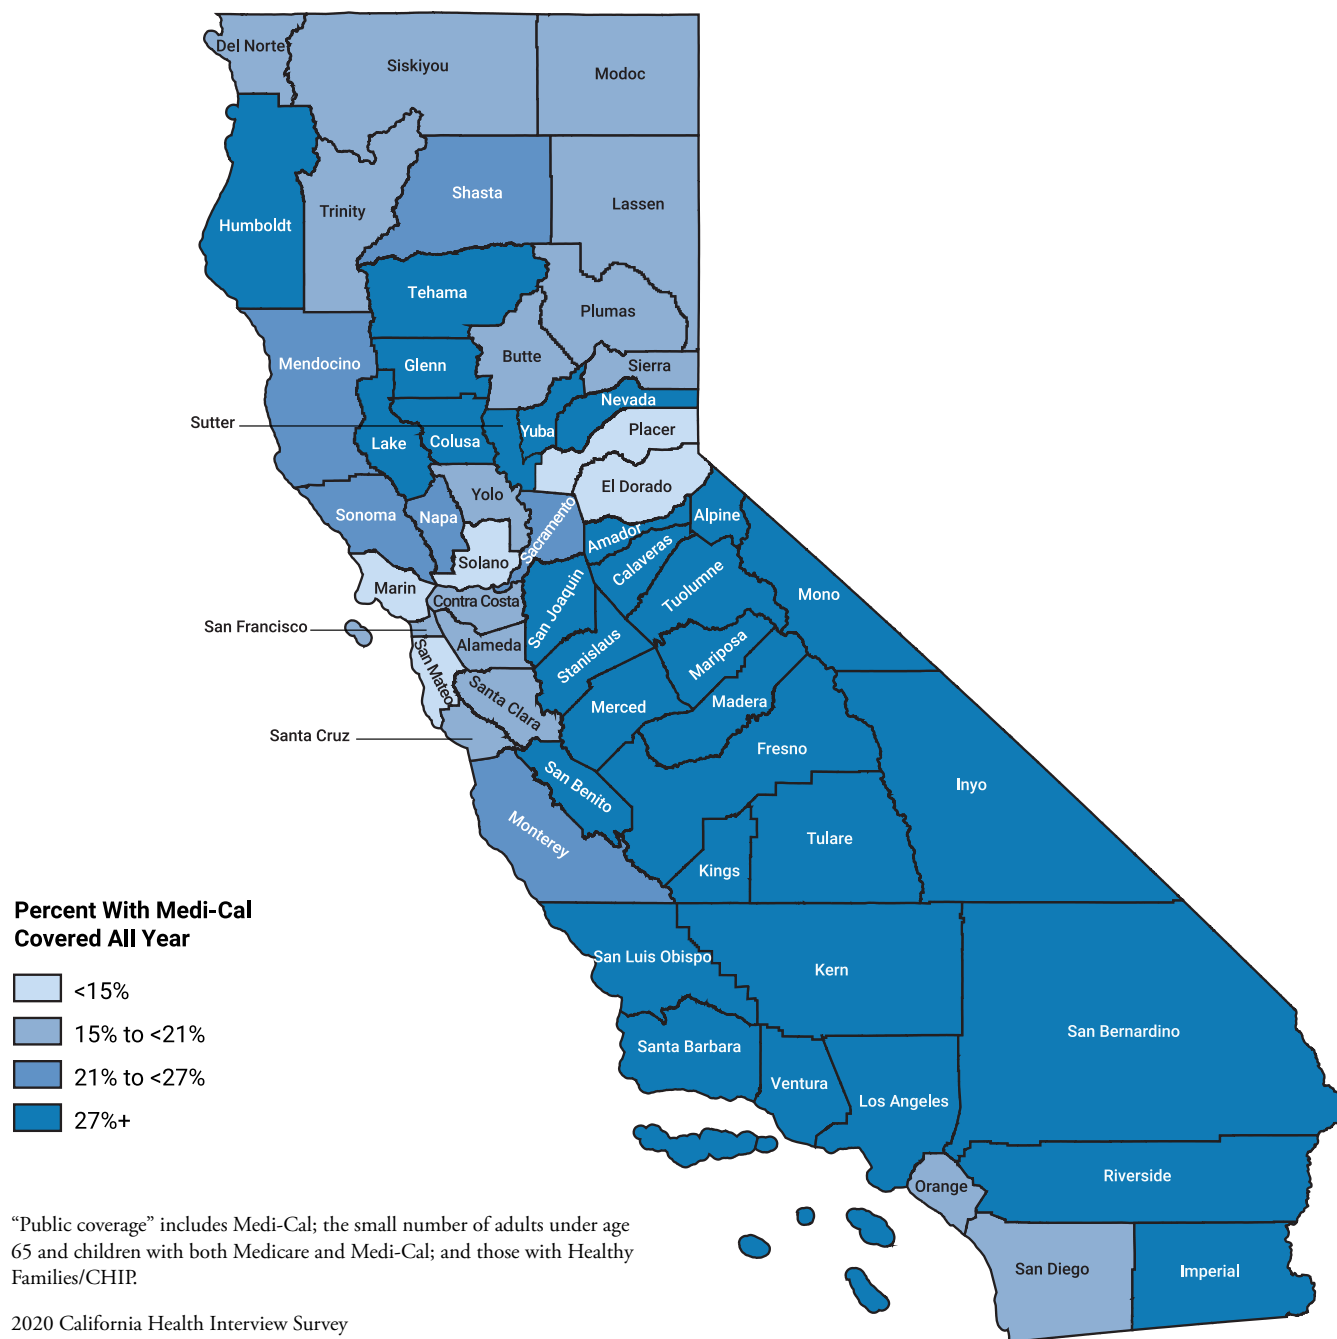 Del Norte
Siskiyou
Modoc
Shasta
Lassen
Trinity
Humboldt
Tehama
Plumas
Mendocino
Glenn
Butte
Sierra
Nevada
Sutter
Yuba
Placer
Lake
Colusa
El Dorado
Yolo
Sonoma
Napa
Sacramento
Alpine
Amador
Solano
Calaveras
Marin
Tuolumne
Mono
Contra Costa
San Joaquin
San Francisco
Alameda
Stanislaus
Mariposa
San Mateo
Santa Clara
Merced
Madera
Santa Cruz
Fresno
San Benito
Inyo
Monterey
Tulare
Kings
Percent With Medi-Cal
Covered All Year
<15%
15% to <21%
21% to <27%
27%+
San Luis Obispo
Kern
San Bernardino
Santa Barbara
Ventura
Los Angeles
Riverside
Orange
San Diego
Imperial
“Public coverage” includes Medi-Cal; the small number of adults under age
65 and children with both Medicare and Medi-Cal; and those with Healthy
Families/CHIP.
2020 California Health Interview Survey